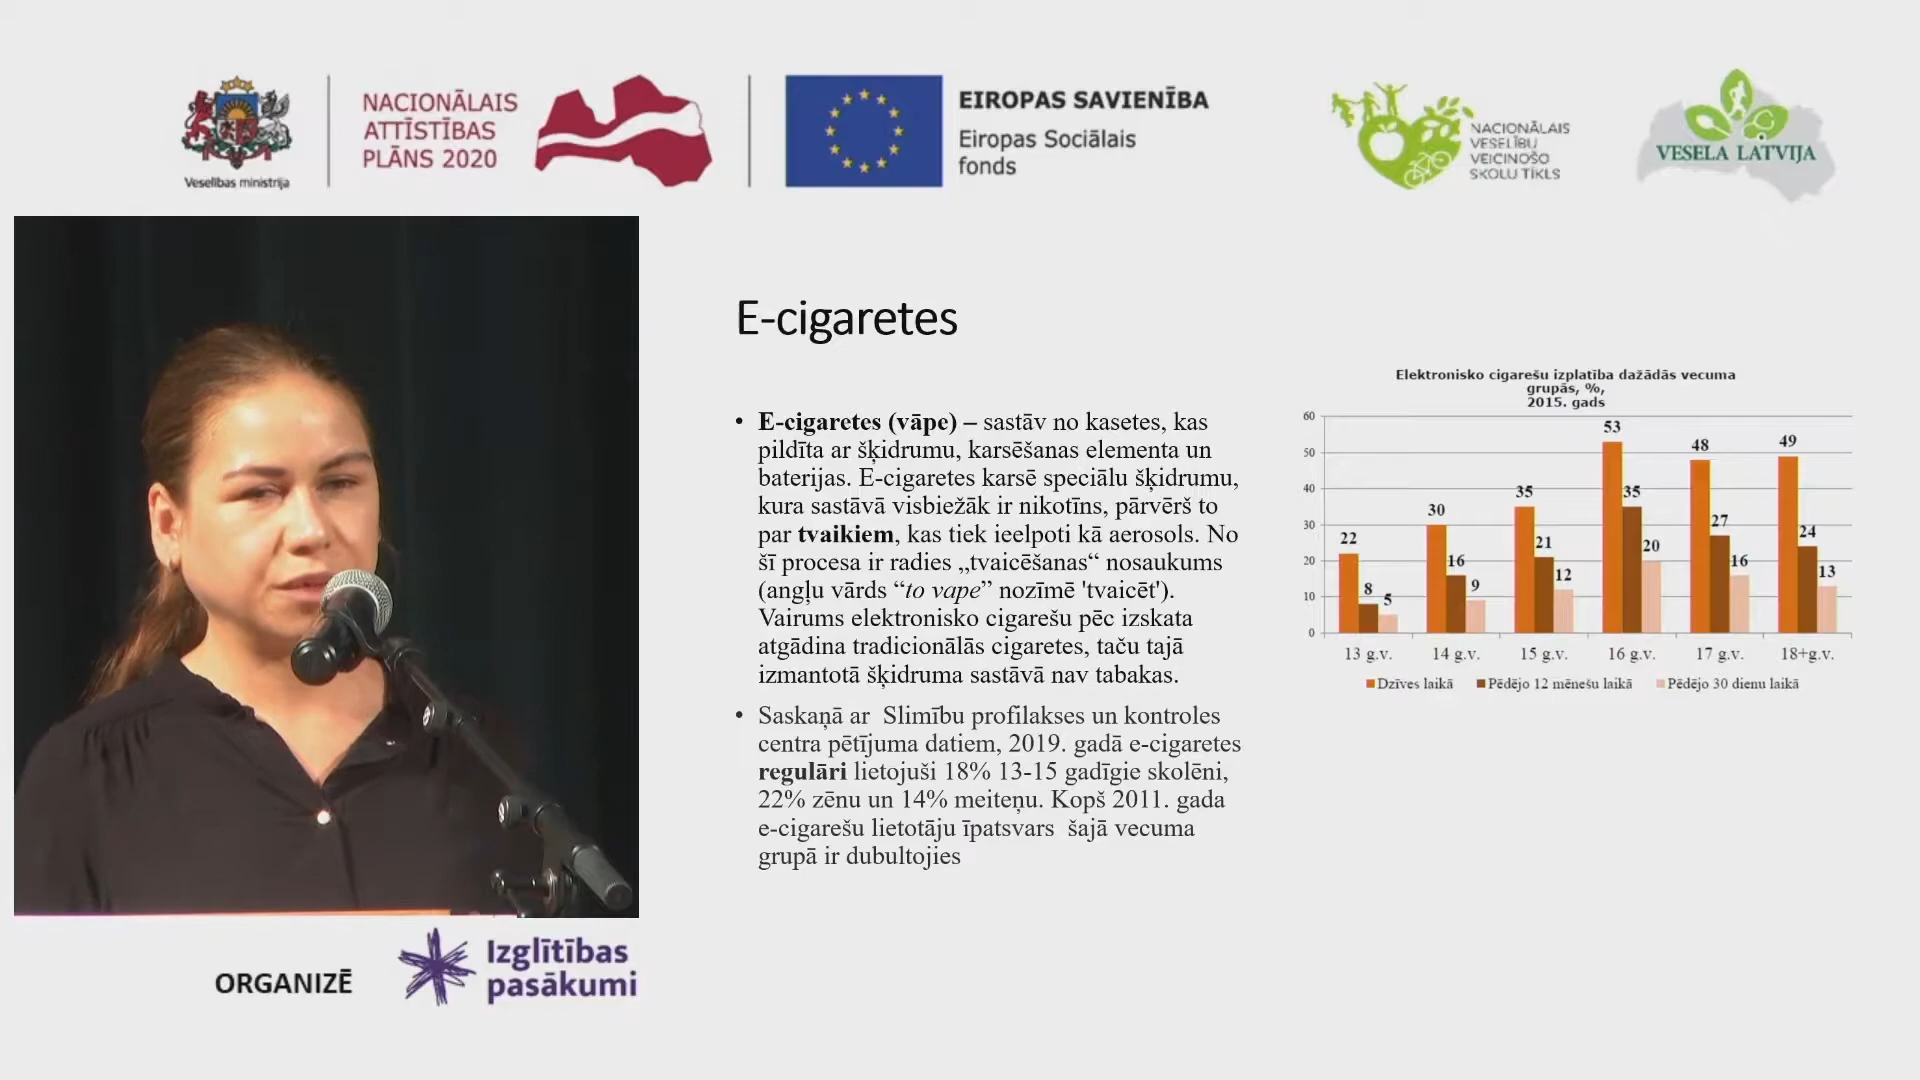 Veselības ministrija
NACIONĀLAIS
ATTĪSTĪBAS
PLĀNS 2020
EIROPAS SAVIENĪBA
Eiropas Sociālais
fonds
NACIONĀLAIS
VESELĪBU
VEICINOŠO
SKOLU TĪKLS
VESELA LATVIJA
E-cigaretes
• E-cigaretes (vāpe) – sastāv no kasetes, kas
pildīta ar šķidrumu, karsēšanas elementa un
baterijas. E-cigaretes karsē speciālu šķidrumu,
kura sastāvā visbiežāk ir nikotīns, pārvērš to
par tvaikiem, kas tiek ieelpoti kā aerosols. No
šī procesa ir radies „tvaicēšanas“ nosaukums
(angļu vārds “to vape” nozīmē 'tvaicēt').
Vairums elektronisko cigarešu pēc izskata
atgādina tradicionālās cigaretes, taču tajā
izmantotā šķidruma sastāvā nav tabakas.
• Saskaņā ar Slimību profilakses un kontroles
centra pētījuma datiem, 2019. gadā e-cigaretes
regulāri lietojuši 18% 13-15 gadīgie skolēni,
22% zēnu un 14% meiteņu. Kopš 2011. gada
e-cigarešu lietotāju īpatsvars šajā vecuma
grupā ir dubultojies
Elektronisko cigarešu izplatība dažādās vecuma
grupās, %,
2015. gads
60
50
40
30
20
10
0
22 8 5
30 16 9
35 21 12
53 35 20
48 27 16
49 24 13
13 g.v. 14 g.v. 15 g.v. 16 g.v. 17 g.v. 18+g.v.
Dzīves laikā Pēdējo 12 mēnešu laikā Pēdējo 30 dienu laikā
ORGANIZĒ
Izglītības
pasākumi